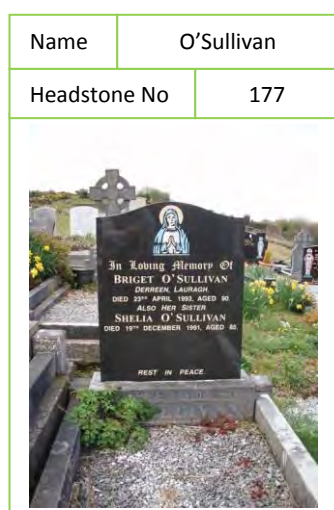 Name O’Sullivan
Headstone No 177
In Loving Memory Of
BRIGET O'SULLIVAN
DERREEN, LAURAGH.
DIED 23RD APRIL 1993, AGED 90.
ALSO HER SISTER
SHELIA O'SULLIVAN
DIED 19TH DECEMBER 1991, AGED 85.
REST IN PEACE